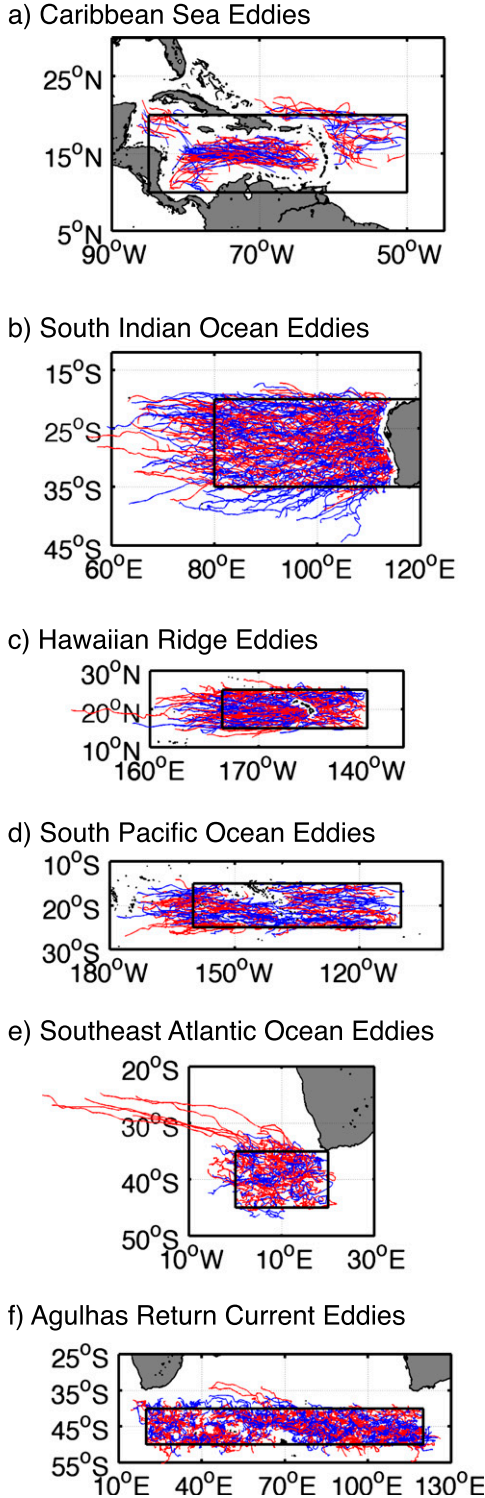 a) Caribbean Sea Eddies
25°N
15°N
5°N
90°W 70°W 50°W
b) South Indian Ocean Eddies
15°S
25°S
35°S
45°S
60°E 80°E 100°E 120°E
c) Hawaiian Ridge Eddies
30°N
20°N
10°N
160°E 170°W 140°W
d) South Pacific Ocean Eddies
10°S
20°S
30°S
180°W 150°W 120°W
e) Southeast Atlantic Ocean Eddies
20°S
30°S
40°S
50°S
10°W 10°E 30°E
f) Agulhas Return Current Eddies
25°S
35°S
45°S
55°S
10°E 40°E 70°E 100°E 130°E